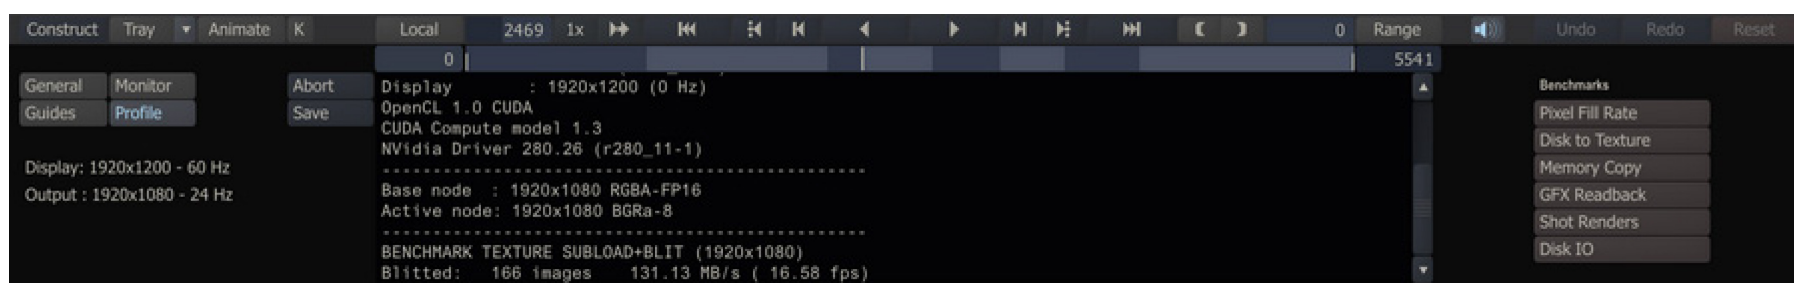 Construct Tray Animate K Local 2469 1x 0 Range Undo Redo Reset
0 5541
General Monitor Abort
Guides Profile Save
Display: 1920x1200 - 60 Hz
Output : 1920x1080 - 24 Hz
Display : 1920x1200 (0 Hz)
OpenCL 1.0 CUDA
CUDA Compute model 1.3
NVidia Driver 280.26 (r280_11-1)
------------------------------------------------
Base node : 1920x1080 RGBA-FP16
Active node: 1920x1080 BGRa-8
------------------------------------------------
BENCHMARK TEXTURE SUBLOAD+BLIT (1920x1080)
Blitted: 166 images 131.13 MB/s ( 16.58 fps)
Benchmarks
Pixel Fill Rate
Disk to Texture
Memory Copy
GFX Readback
Shot Renders
Disk IO